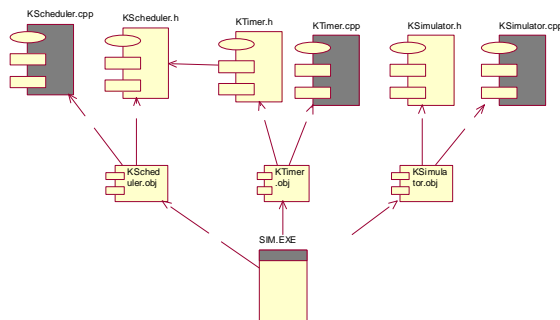 KScheduler.cpp
KScheduler.h
KTimer.h
KTimer.cpp
KSimulator.h
KSimulator.cpp
KSched
uler.obj
KTimer
.obj
KSimula
tor.obj
SIM.EXE